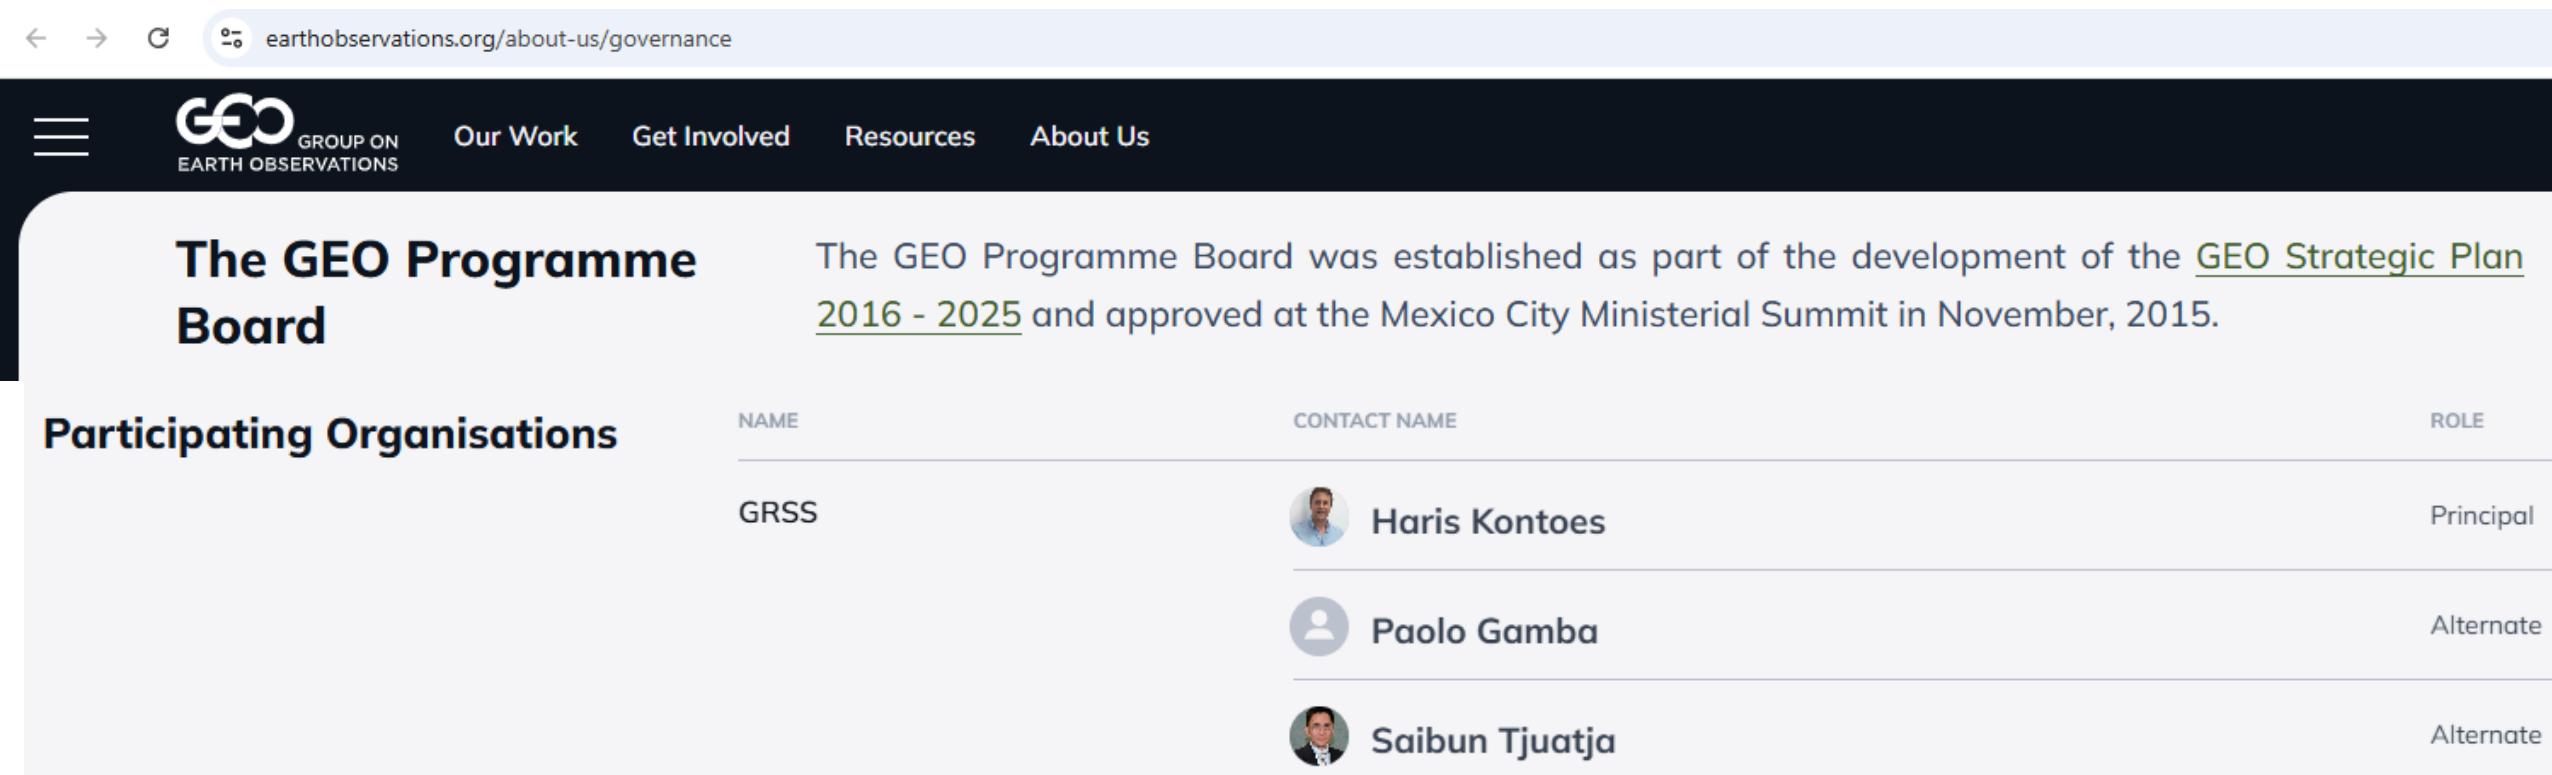 earthobservations.org/about-us/governance
GEO GROUP ON
EARTH OBSERVATIONS
Our Work Get Involved Resources About Us
The GEO Programme
Board
The GEO Programme Board was established as part of the development of the GEO Strategic Plan
2016 - 2025 and approved at the Mexico City Ministerial Summit in November, 2015.
Participating Organisations
NAME CONTACT NAME ROLE
GRSS Haris Kontoes Principal
Paolo Gamba Alternate
Saibun Tjuatja Alternate